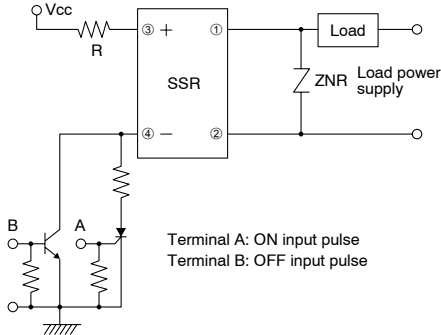 Vcc
R
③ +
SSR
④ −
①
②
Load
ZNR
Load power
supply
B
A
Terminal A: ON input pulse
Terminal B: OFF input pulse